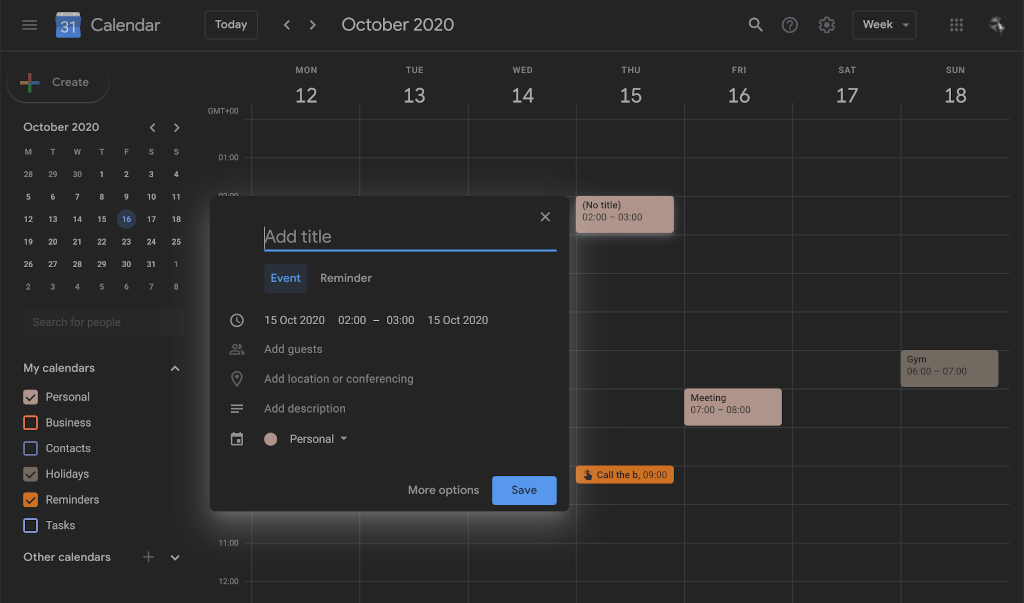 31 Calendar Today October 2020 Week
Create
MON TUE WED THU FRI SAT SUN
12 13 14 15 16 17 18
GMT+00
October 2020
M T W T F S S
28 29 30 1 2 3 4
5 6 7 8 9 10 11
12 13 14 15 16 17 18
19 20 21 22 23 24 25
26 27 28 29 30 31 1
2 3 4 5 6 7 8
Search for people
My calendars
Personal
Business
Contacts
Holidays
Reminders
Tasks
Other calendars
01:00
02:00
(No title)
02:00 – 03:00
Add title
Event Reminder
15 Oct 2020 02:00 – 03:00 15 Oct 2020
Add guests
Add location or conferencing
Add description
Personal
More options Save
Gym
06:00 – 07:00
Meeting
07:00 – 08:00
Call the b, 09:00
11:00
12:00